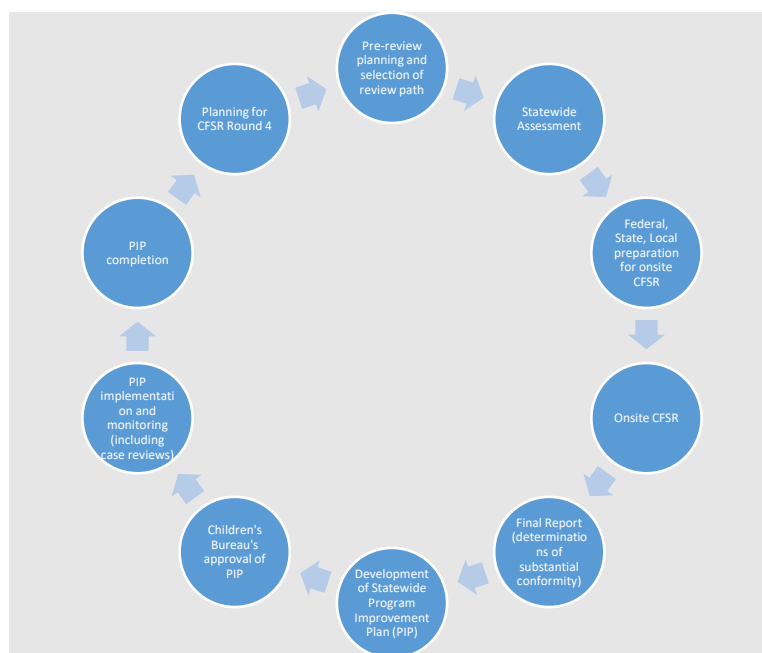 Pre-review
planning and
selection of
review path
Statewide
Assessment
Federal,
State, Local
preparation
for onsite
CFSR
Onsite CFSR
Final Report
(determinatio
ns of
substantial
conformity)
Development
of Statewide
Program
Improvement
Plan (PIP)
Children's
Bureau's
approval of
PIP
PIP
implementati
on and
monitoring
(including
case reviews)
PIP
completion
Planning for
CFSR Round 4